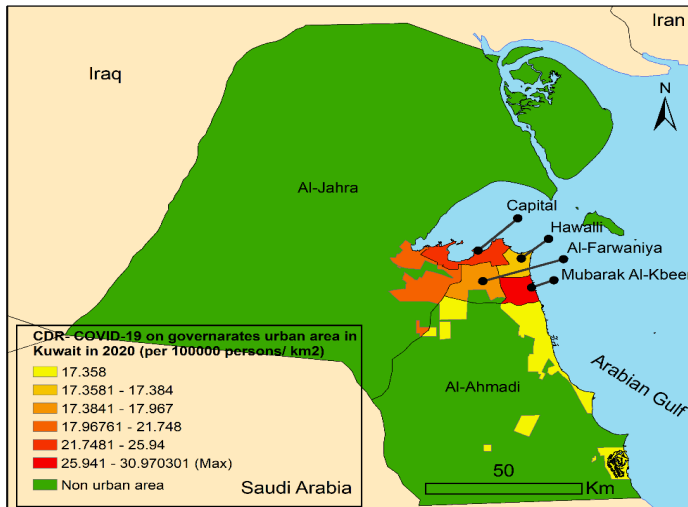 Iran
Iraq
N
Al-Jahra
Capital
Hawalli
Al-Farwaniya
Mubarak Al-Kbeer
CDR- COVID-19 on governarates urban area in
Kuwait in 2020 (per 100000 persons/ km2)
17.358
17.3581 - 17.384
17.3841 - 17.967
17.96761 - 21.748
21.7481 - 25.94
25.941 - 30.970301 (Max)
Non urban area
Al-Ahmadi
Arabian Gulf
Saudi Arabia
50
Km